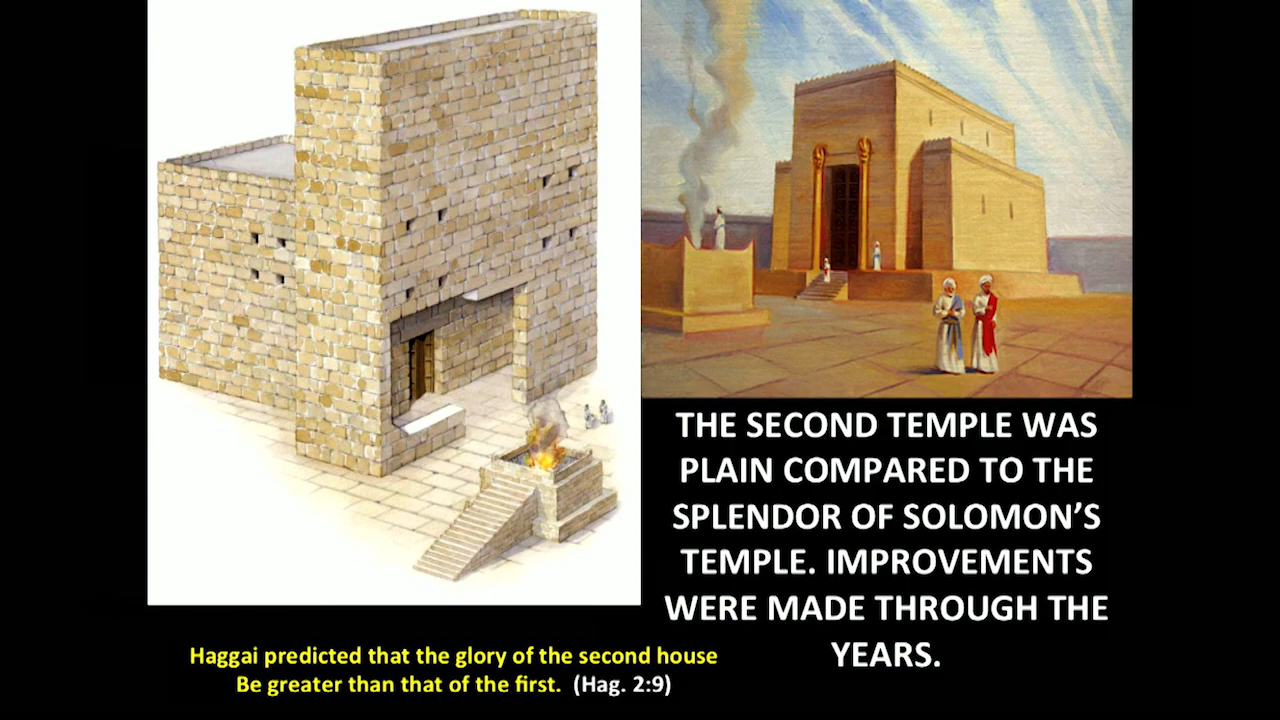 THE SECOND TEMPLE WAS
PLAIN COMPARED TO THE
SPLENDOR OF SOLOMON’S
TEMPLE. IMPROVEMENTS
WERE MADE THROUGH THE
YEARS.
Haggai predicted that the glory of the second house
Be greater than that of the first.  (Hag. 2:9)